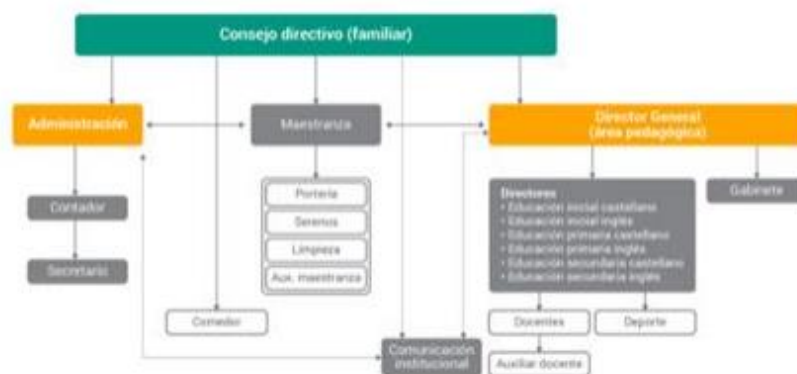 Consejo directivo (familiar)
Administración
Maestranza
Director General
(área pedagógica)
Contador
Secretario
Portería
Serenos
Limpieza
Aux. maestranza
Directores
• Educación inicial castellano
• Educación inicial inglés
• Educación primaria castellano
• Educación primaria inglés
• Educación secundaria castellano
• Educación secundaria inglés
Gabinete
Comedor
Docentes
Deporte
Comunicación
institucional
Auxiliar docente